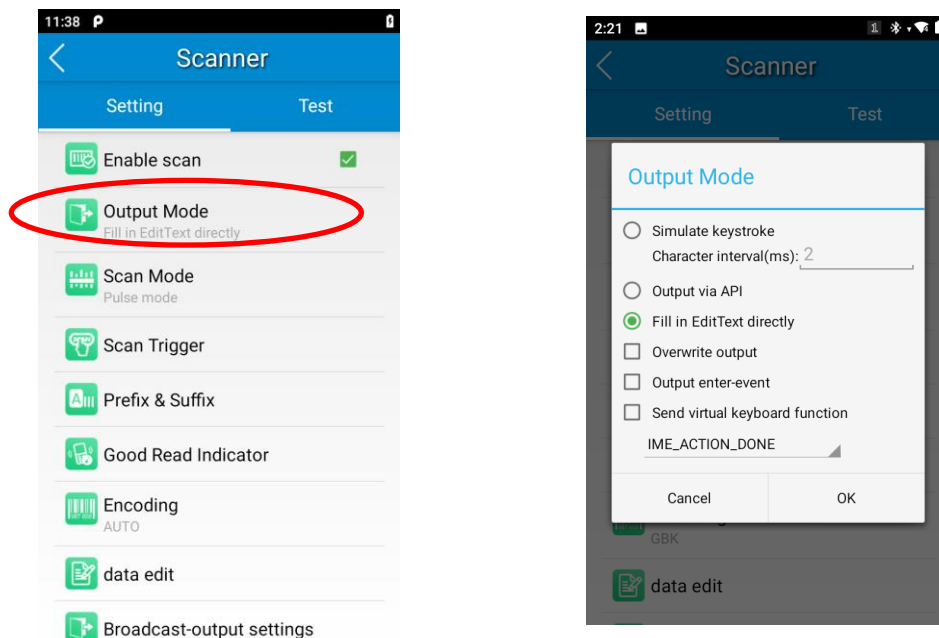 11:38
Scanner
Setting Test
Enable scan
Output Mode
Fill in EditText directly
Scan Mode
Pulse mode
Scan Trigger
Prefix & Suffix
Good Read Indicator
Encoding
AUTO
data edit
Broadcast-output settings
2:21
Scanner
Setting Test
Output Mode
Simulate keystroke
Character interval(ms): 2
Output via API
Fill in EditText directly
Overwrite output
Output enter-event
Send virtual keyboard function
IME_ACTION_DONE
Cancel OK
GBK
data edit